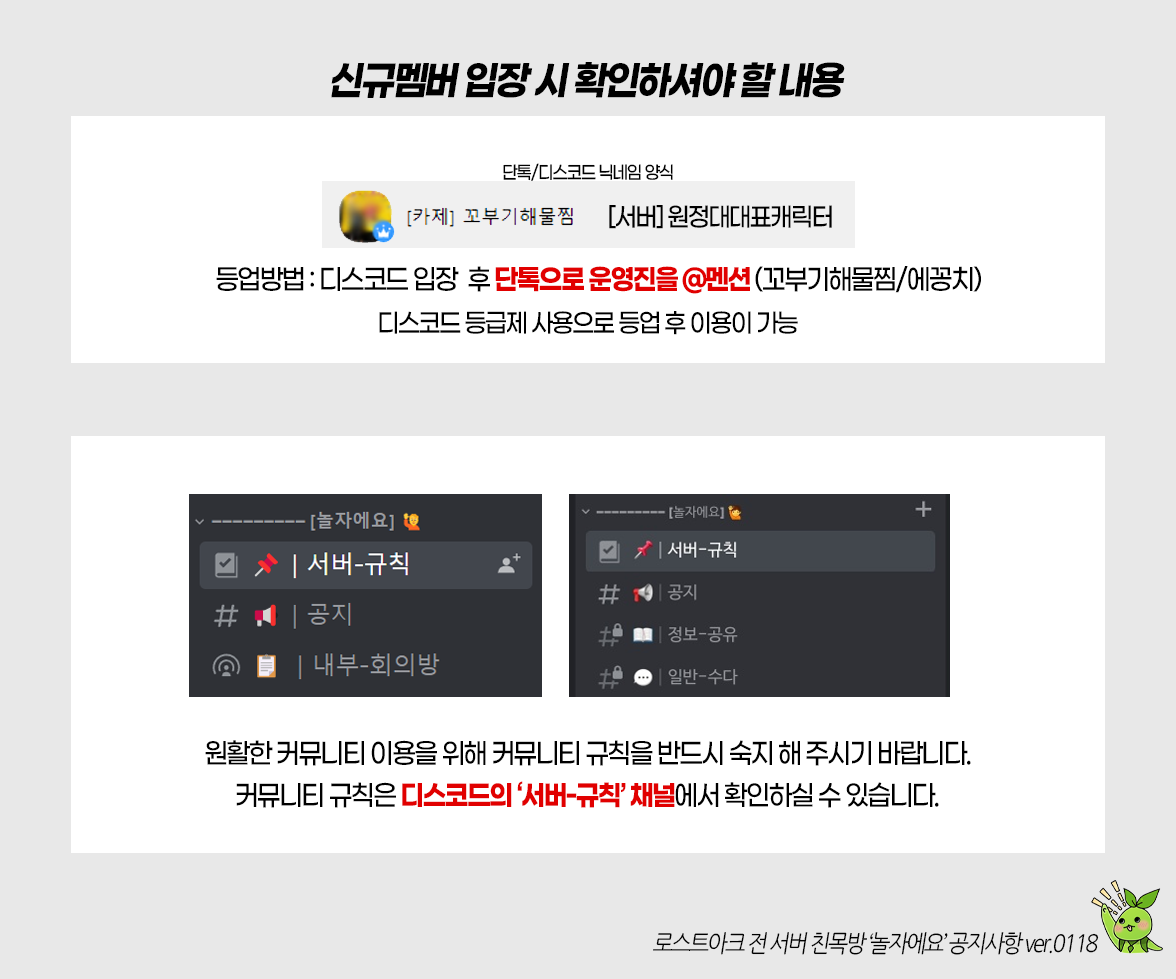 신규멤버 입장 시 확인하셔야 할 내용
단톡/디스코드 닉네임 양식
[카제] 꼬부기해물찜 [서버] 원정대대표캐릭터
등업방법 : 디스코드 입장 후 단톡으로 운영진을 @멘션 (꼬부기해물찜/에꽁치)
디스코드 등급제 사용으로 등업 후 이용이 가능
--------- [놀자에요] 🙋
📌 | 서버-규칙
# 📢 | 공지
📋 | 내부-회의방
--------- [놀자에요] 🙋 +
📌 | 서버-규칙
# 📢 | 공지
# 📖 | 정보-공유
# 💬 | 일반-수다
원활한 커뮤니티 이용을 위해 커뮤니티 규칙을 반드시 숙지 해 주시기 바랍니다.
커뮤니티 규칙은 디스코드의 ‘서버-규칙’ 채널에서 확인하실 수 있습니다.
로스트아크 전 서버 친목방 ‘놀자에요’ 공지사항 ver.0118